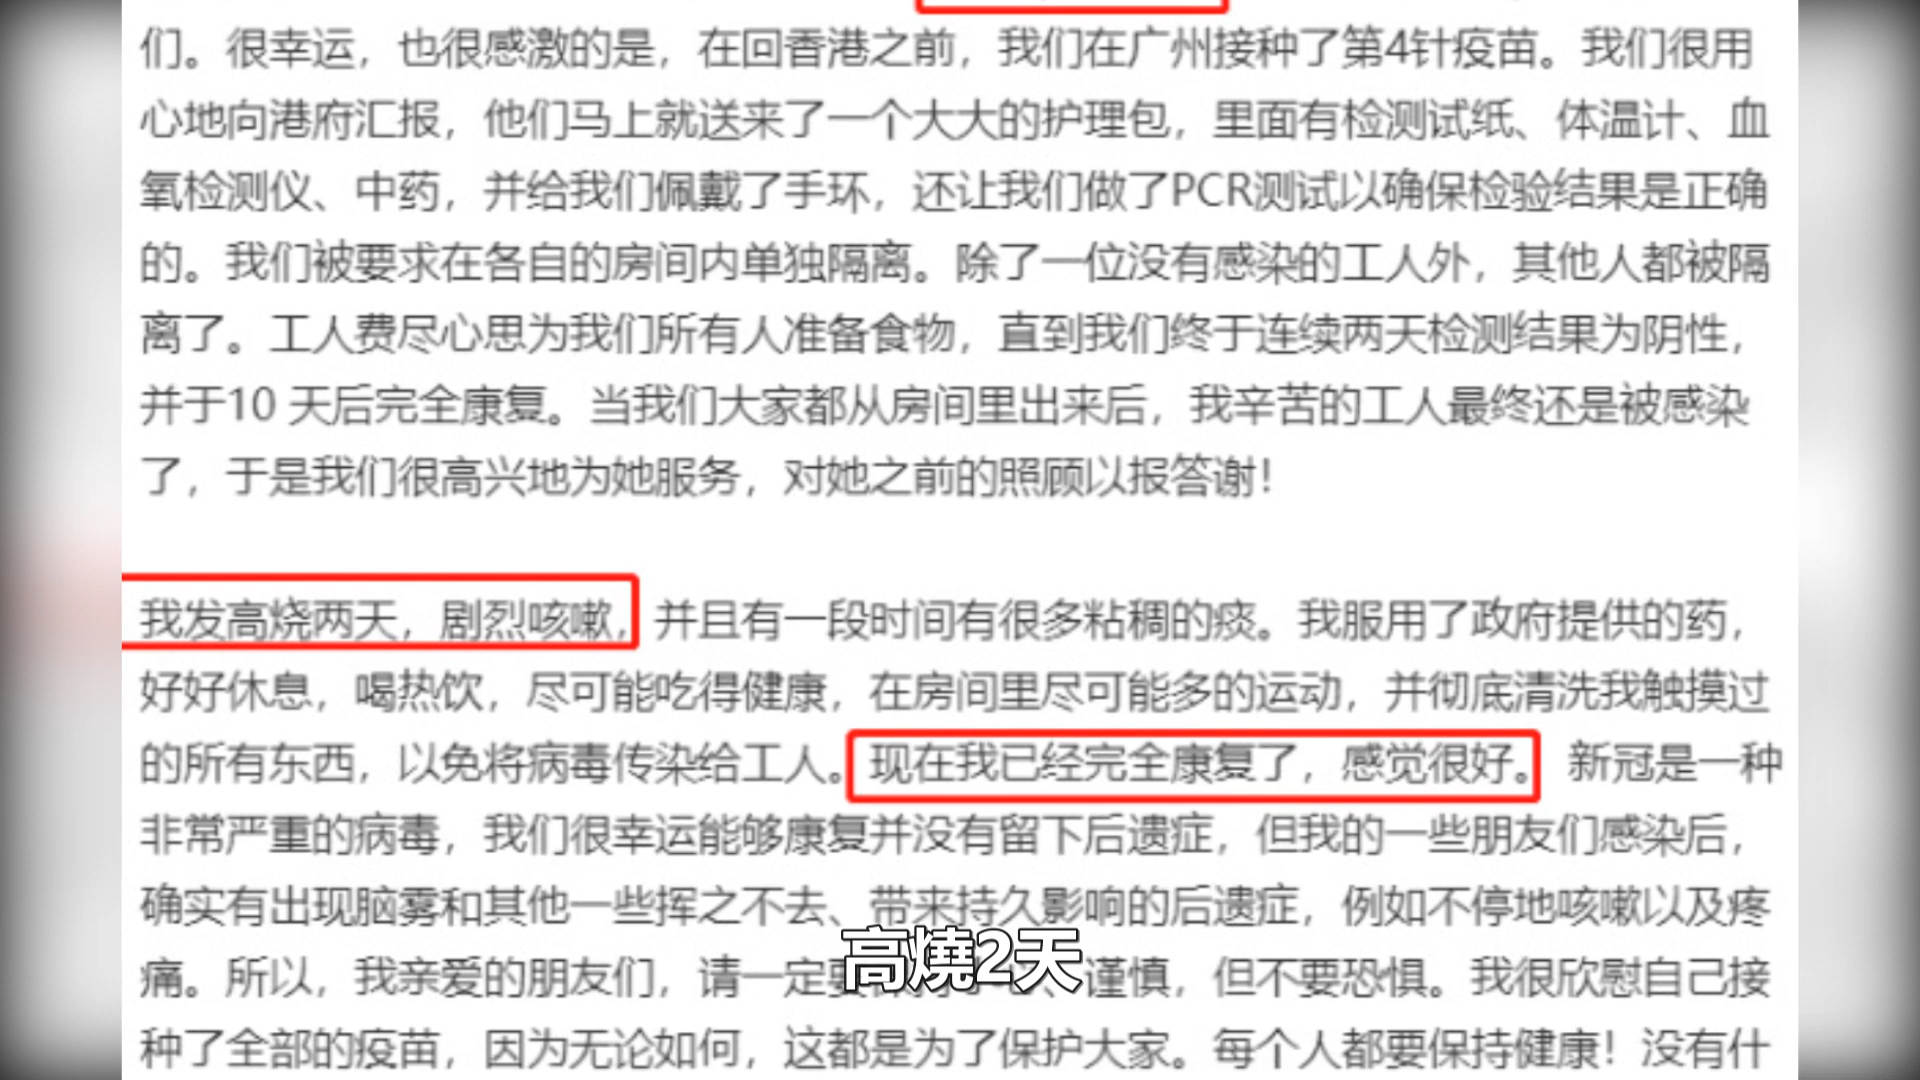 们。很幸运，也很感激的是，在回香港之前，我们在广州接种了第4针疫苗。我们很用
心地向港府汇报，他们马上就送来了一个大大的护理包，里面有检测试纸、体温计、血
氧检测仪、中药，并给我们佩戴了手环，还让我们做了PCR测试以确保检验结果是正确
的。我们被要求在各自的房间内单独隔离。除了一位没有感染的工人外，其他人都被隔
离了。工人费尽心思为我们所有人准备食物，直到我们终于连续两天检测结果为阴性，
并于10 天后完全康复。当我们大家都从房间里出来后，我辛苦的工人最终还是被感染
了，于是我们很高兴地为她服务，对她之前的照顾以报答谢！
我发高烧两天，剧烈咳嗽，并且有一段时间有很多粘稠的痰。我服用了政府提供的药，
好好休息，喝热饮，尽可能吃得健康，在房间里尽可能多的运动，并彻底清洗我触摸过
的所有东西，以免将病毒传染给工人。现在我已经完全康复了，感觉很好。 新冠是一种
非常严重的病毒，我们很幸运能够康复并没有留下后遗症，但我的一些朋友们感染后，
确实有出现脑雾和其他一些挥之不去、带来持久影响的后遗症，例如不停地咳嗽以及疼
痛。所以，我亲爱的朋友们，请一定要、谨慎，但不要恐惧。我很欣慰自己接
高燒2天
种了全部的疫苗，因为无论如何，这都是为了保护大家。每个人都要保持健康！没有什